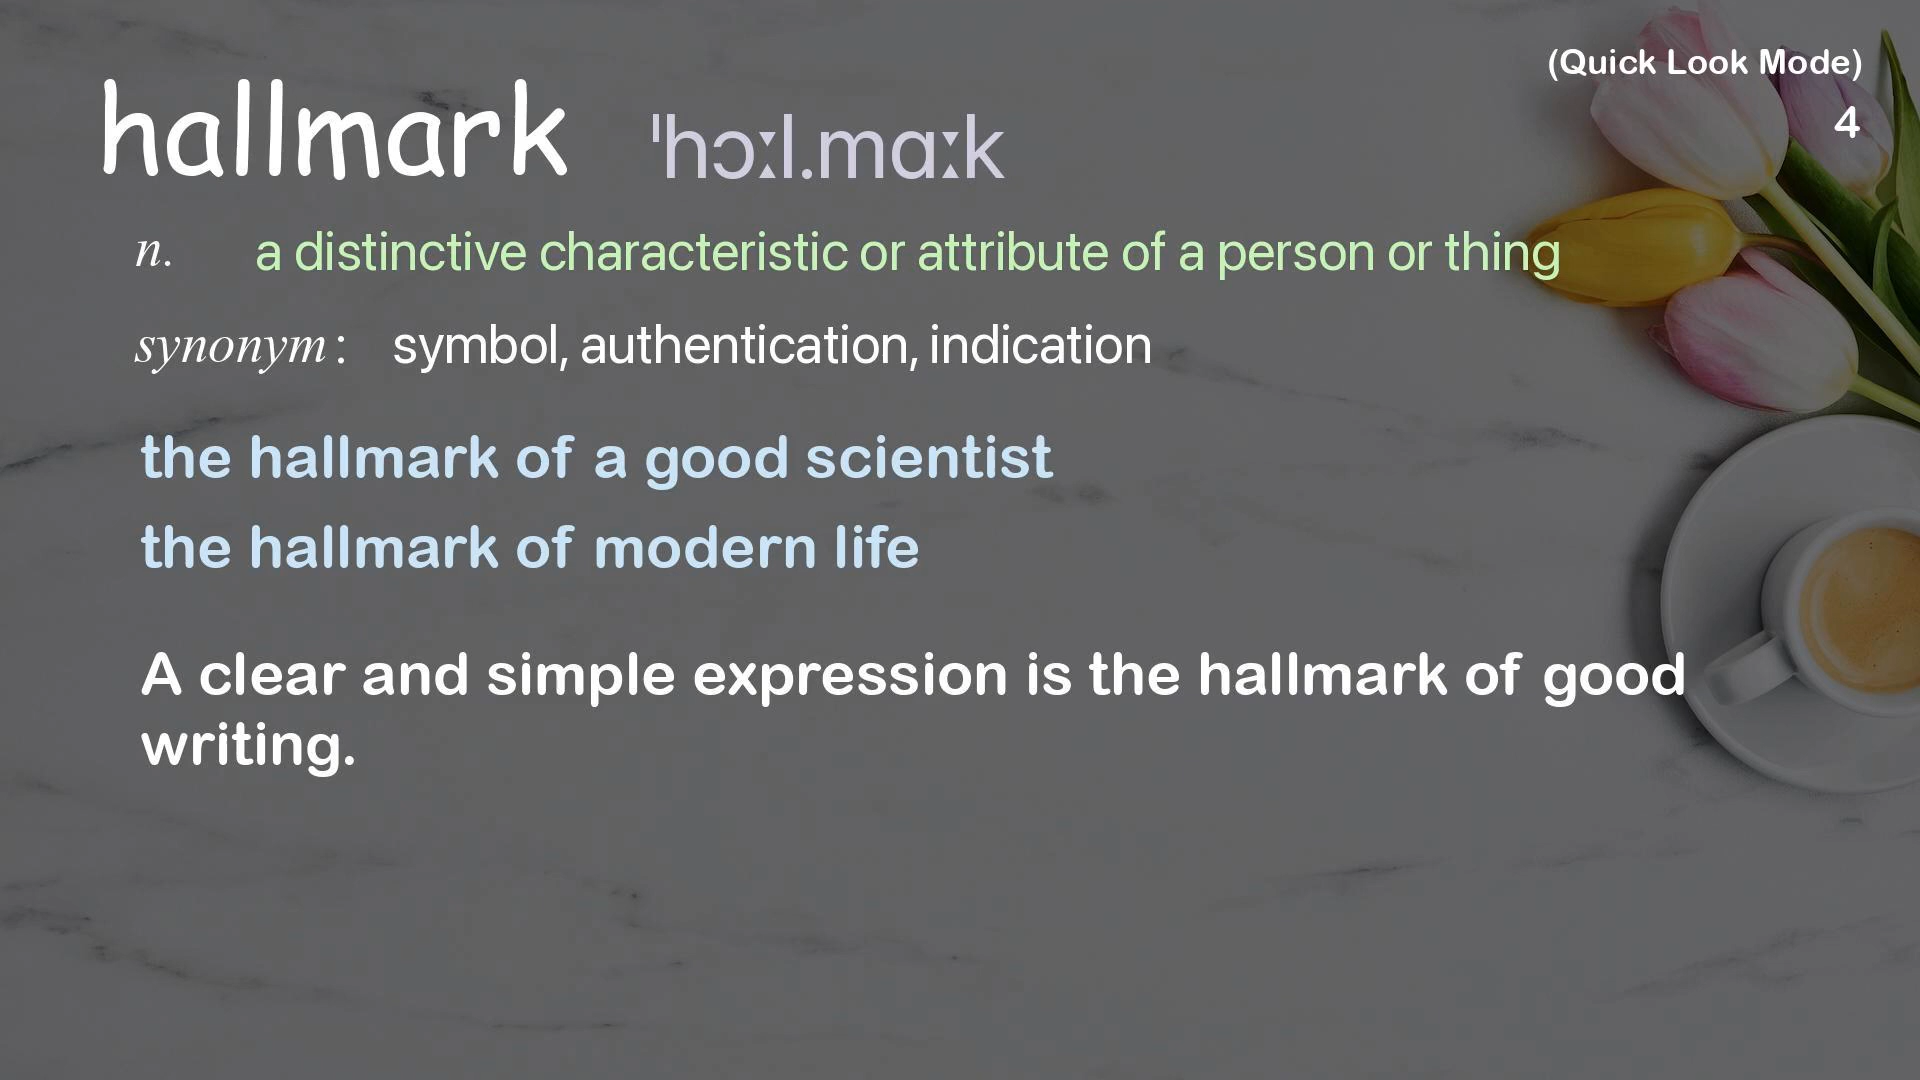 (Quick Look Mode)
4
hallmark ˈhɔːl.mɑːk
n. a distinctive characteristic or attribute of a person or thing
synonym: symbol, authentication, indication
the hallmark of a good scientist
the hallmark of modern life
A clear and simple expression is the hallmark of good
writing.